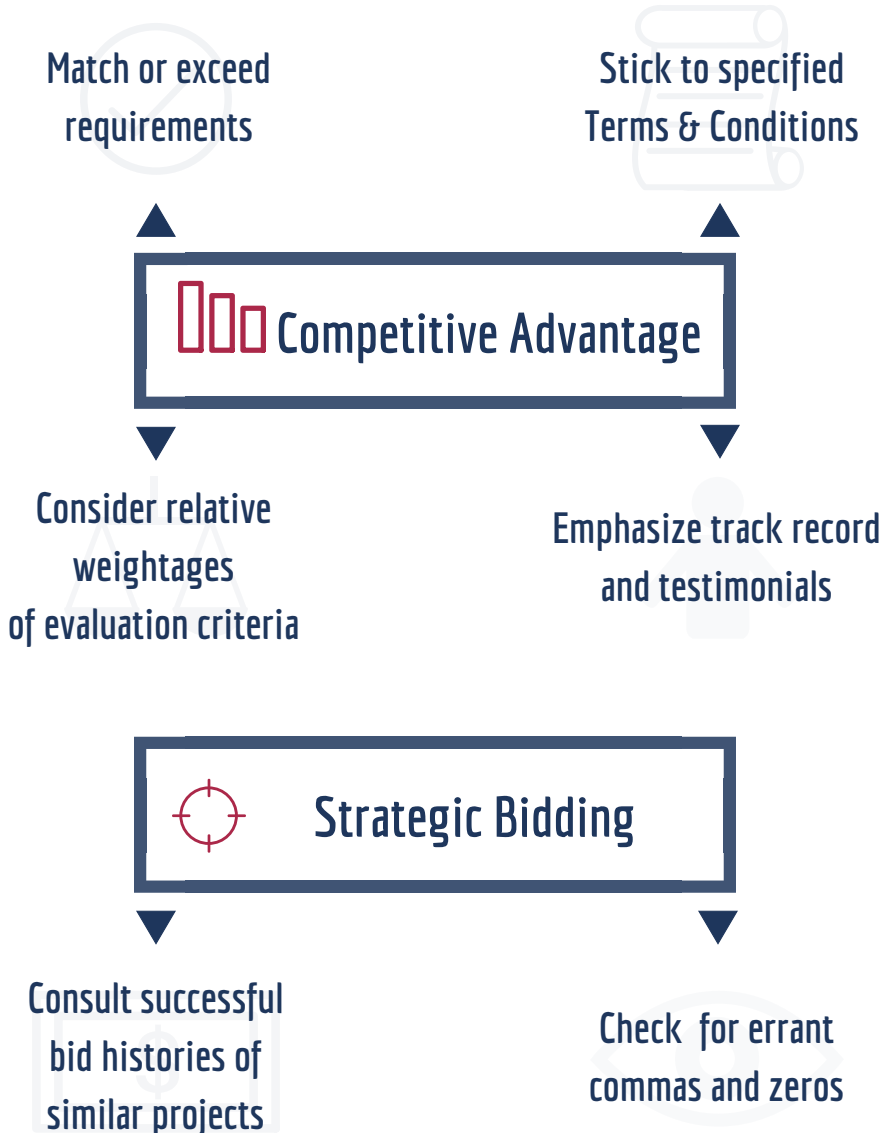 Match or exceed
requirements
Stick to specified
Terms & Conditions
Competitive Advantage
Consider relative
weightages
of evaluation criteria
Emphasize track record
and testimonials
Strategic Bidding
Consult successful
bid histories of
similar projects
Check for errant
commas and zeros